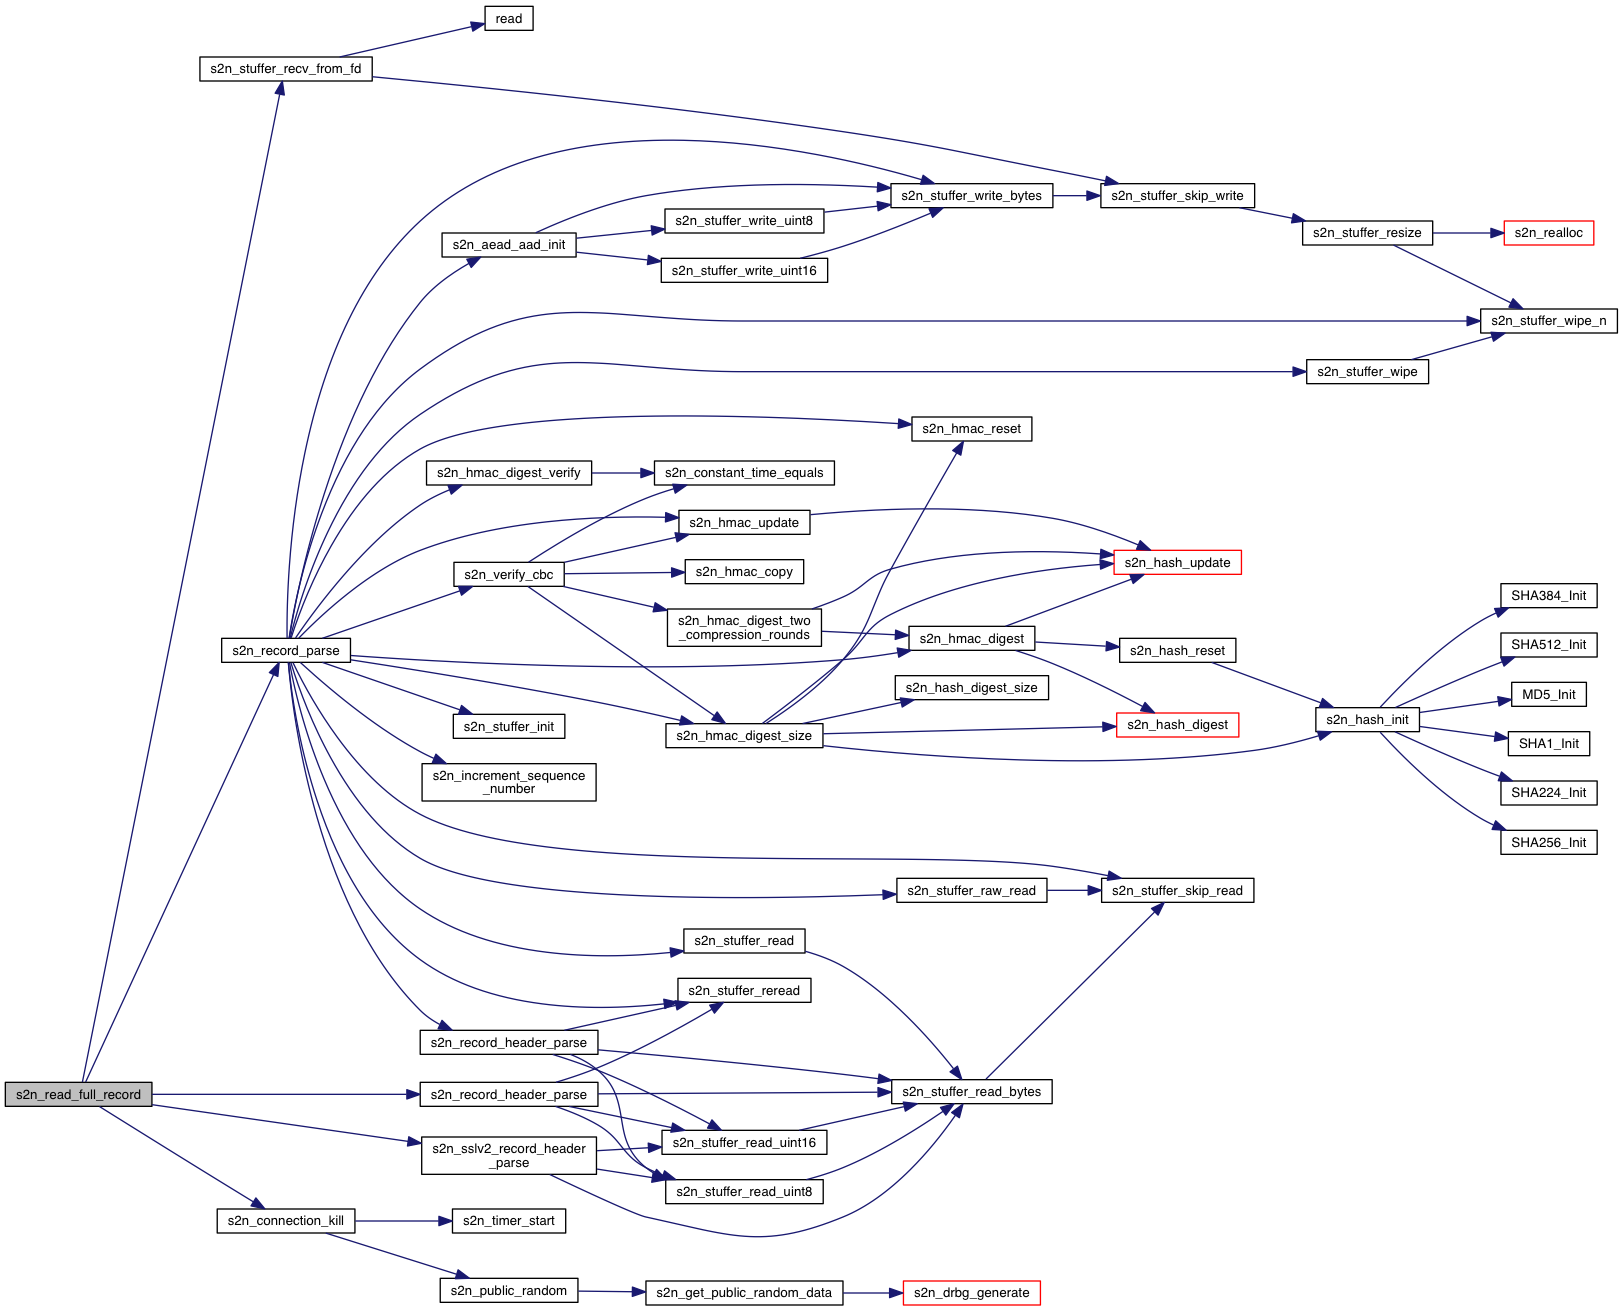 read
s2n_stuffer_recv_from_fd
s2n_stuffer_write_bytes
s2n_stuffer_skip_write
s2n_stuffer_write_uint8
s2n_stuffer_resize
s2n_realloc
s2n_aead_aad_init
s2n_stuffer_write_uint16
s2n_stuffer_wipe_n
s2n_stuffer_wipe
s2n_hmac_reset
s2n_hmac_digest_verify
s2n_constant_time_equals
s2n_hmac_update
s2n_hash_update
s2n_verify_cbc
s2n_hmac_copy
SHA384_Init
s2n_hmac_digest_two
_compression_rounds
s2n_hmac_digest
SHA512_Init
s2n_record_parse
s2n_hash_reset
s2n_hash_digest_size
MD5_Init
s2n_stuffer_init
s2n_hmac_digest_size
s2n_hash_digest
s2n_hash_init
SHA1_Init
s2n_increment_sequence
_number
SHA224_Init
SHA256_Init
s2n_stuffer_raw_read
s2n_stuffer_skip_read
s2n_stuffer_read
s2n_stuffer_reread
s2n_record_header_parse
s2n_read_full_record
s2n_record_header_parse
s2n_stuffer_read_bytes
s2n_sslv2_record_header
_parse
s2n_stuffer_read_uint16
s2n_stuffer_read_uint8
s2n_connection_kill
s2n_timer_start
s2n_public_random
s2n_get_public_random_data
s2n_drbg_generate